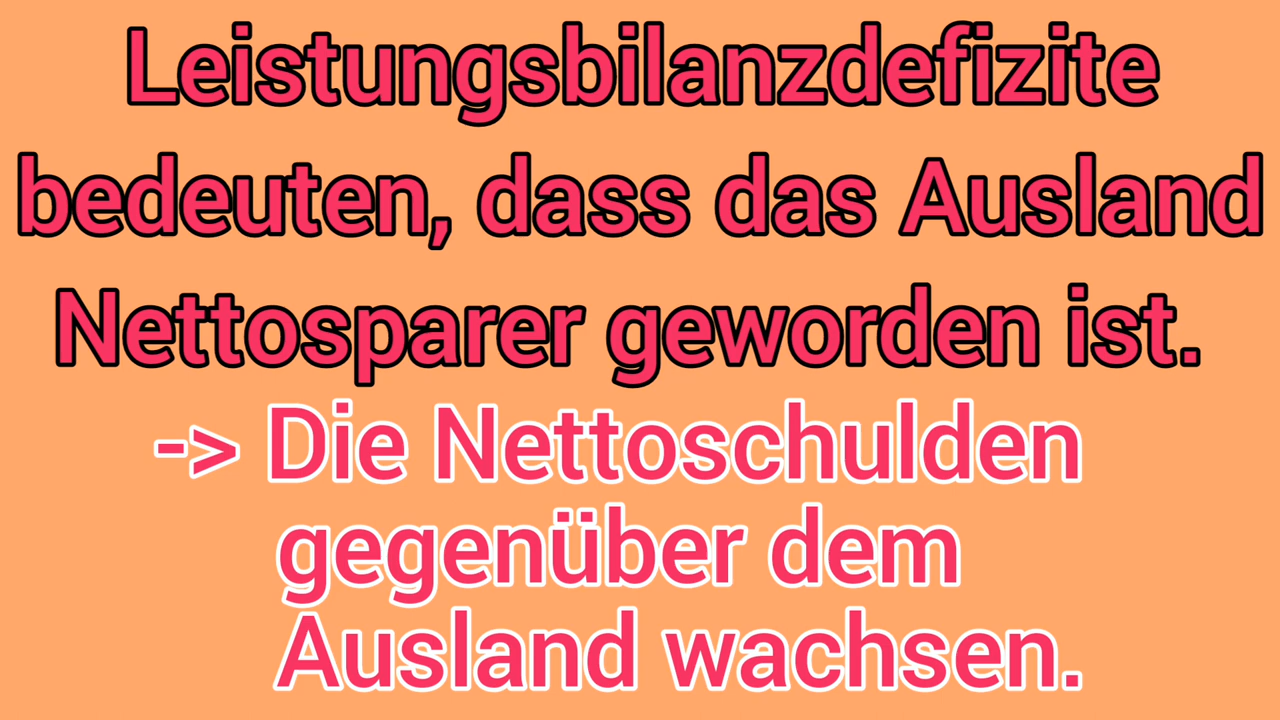 Leistungsbilanzdefizite
bedeuten, dass das Ausland
Nettosparer geworden ist.
-> Die Nettoschulden
gegenüber dem
Ausland wachsen.